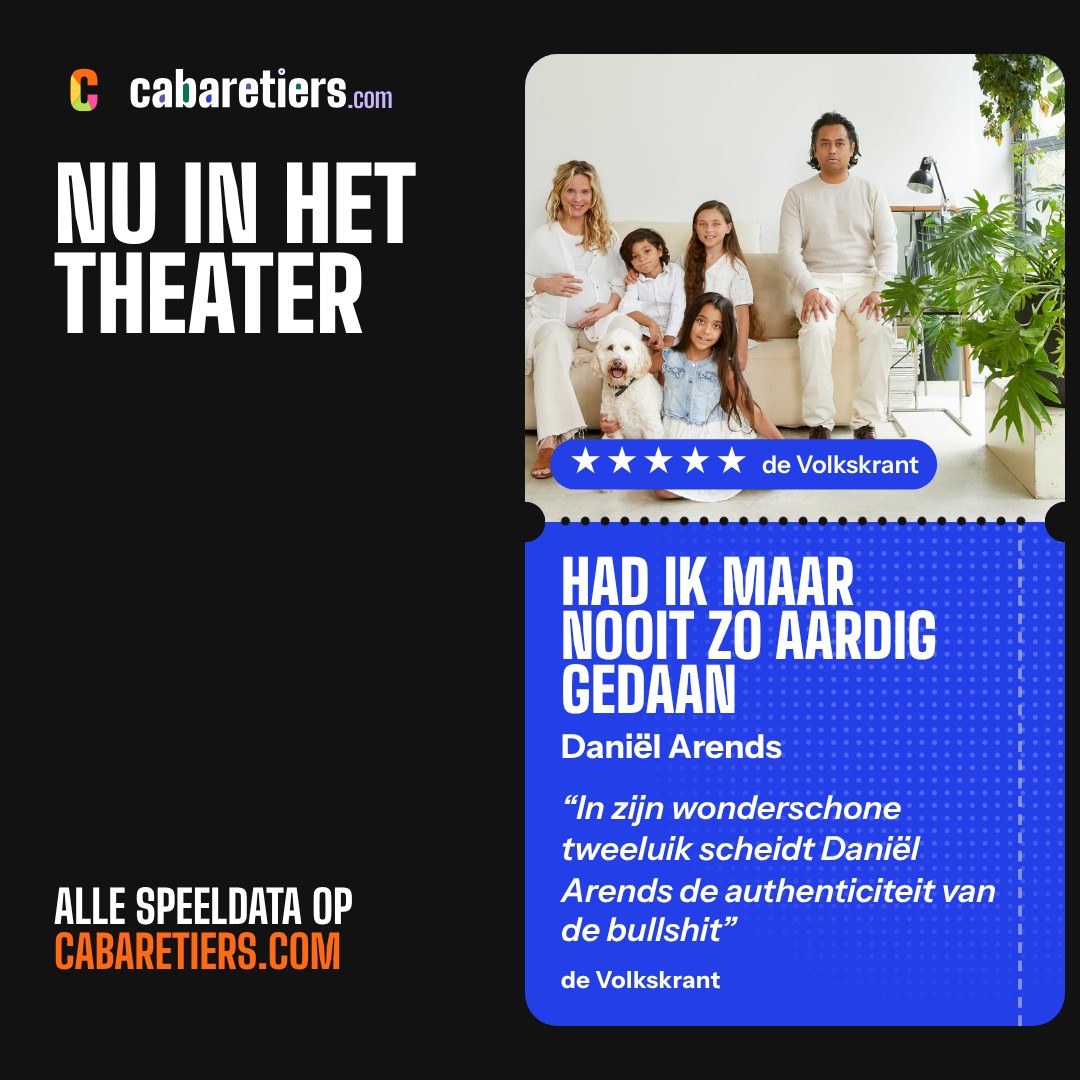 cabaretiers.com
NU IN HET
THEATER
ALLE SPEELDATA OP
CABARETIERS.COM
★★★★★ de Volkskrant
HAD IK MAAR
NOOIT ZO AARDIG
GEDAAN
Daniël Arends
“In zijn wonderschone
tweeluik scheidt Daniël
Arends de authenticiteit van
de bullshit”
de Volkskrant